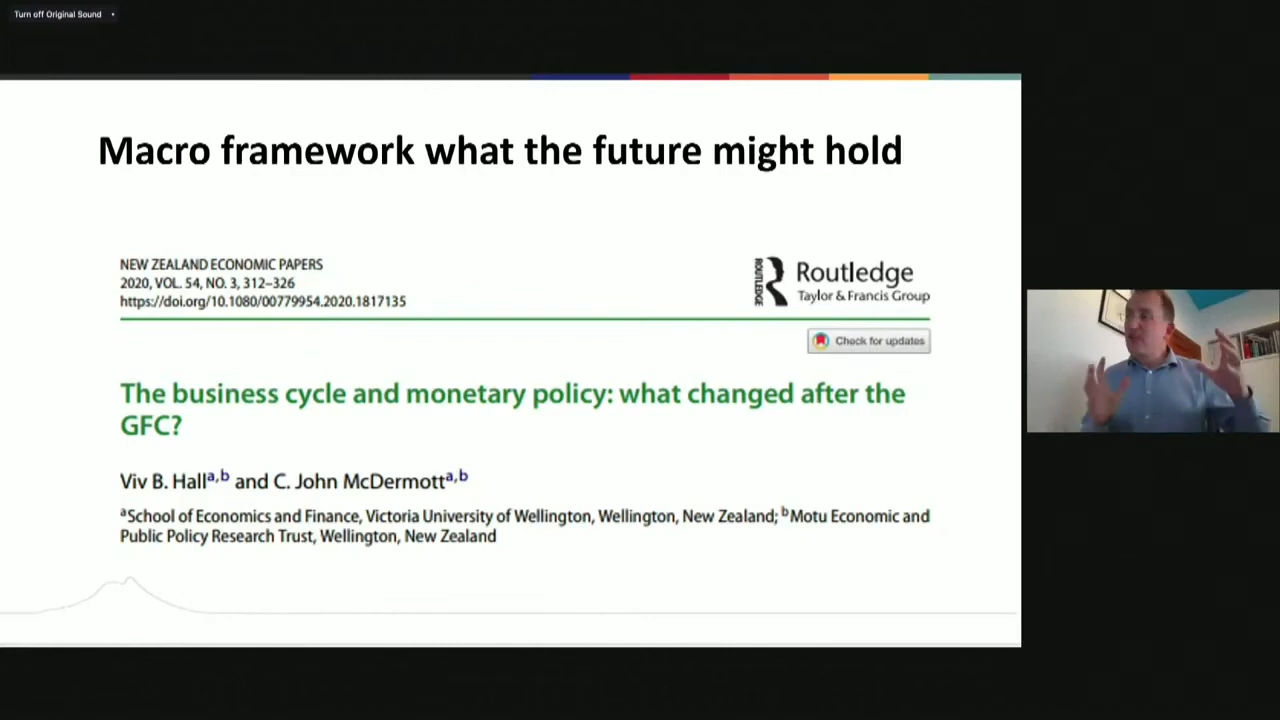 Turn off Original Sound
Macro framework what the future might hold
NEW ZEALAND ECONOMIC PAPERS
2020, VOL. 54, NO. 3, 312–326
https://doi.org/10.1080/00779954.2020.1817135
ROUTLEDGE
Routledge
Taylor & Francis Group
Check for updates
The business cycle and monetary policy: what changed after the
GFC?
Viv B. Hallᵃ,ᵇ and C. John McDermottᵃ,ᵇ
ᵃSchool of Economics and Finance, Victoria University of Wellington, Wellington, New Zealand; ᵇMotu Economic and
Public Policy Research Trust, Wellington, New Zealand